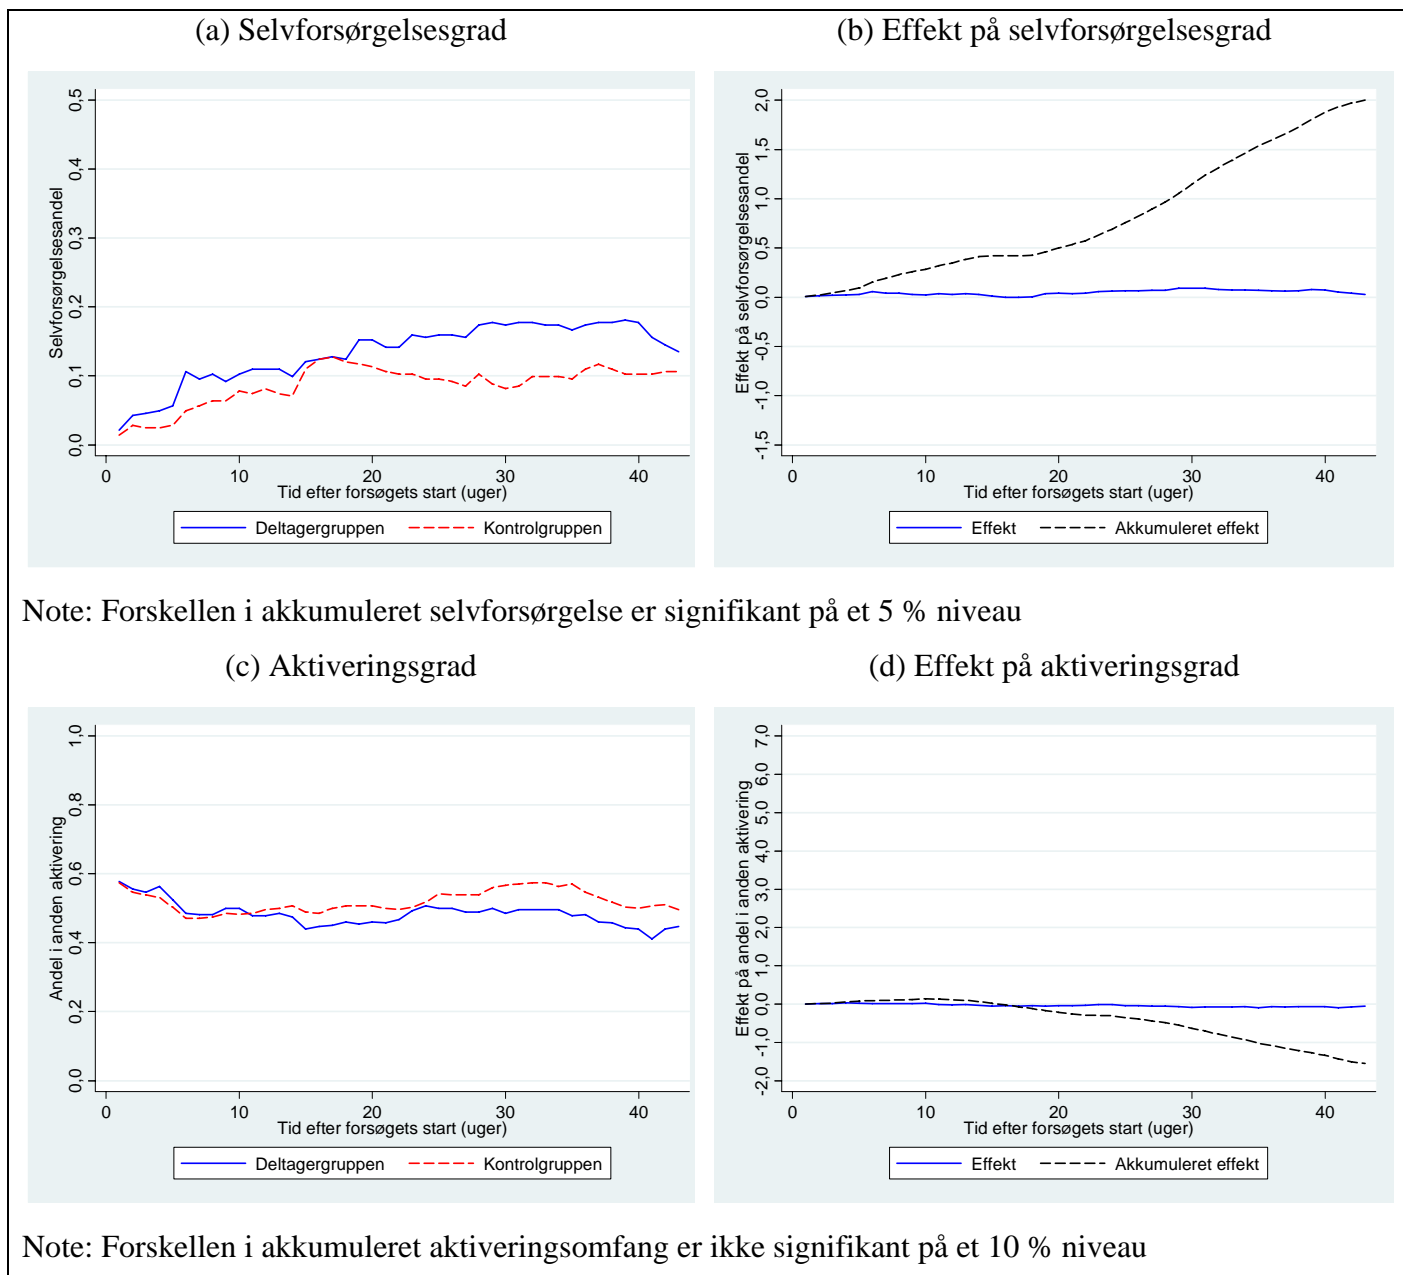 (a) Selvforsørgelsesgrad
(b) Effekt på selvforsørgelsesgrad
Selvforsørgelsesandel
0,5
0,4
0,3
0,2
0,1
0,0
0 10 20 30 40
Tid efter forsøgets start (uger)
Deltagergruppen Kontrolgruppen
Effekt på selvforsørgelsesandel
2,0
1,5
1,0
0,5
0,0
-0,5
-1,0
-1,5
0 10 20 30 40
Tid efter forsøgets start (uger)
Effekt Akkumuleret effekt
Note: Forskellen i akkumuleret selvforsørgelse er signifikant på et 5 % niveau
(c) Aktiveringsgrad
(d) Effekt på aktiveringsgrad
Andel i anden aktivering
1,0
0,8
0,6
0,4
0,2
0,0
0 10 20 30 40
Tid efter forsøgets start (uger)
Deltagergruppen Kontrolgruppen
Effekt på andel i anden aktivering
7,0
6,0
5,0
4,0
3,0
2,0
1,0
0,0
-1,0
-2,0
0 10 20 30 40
Tid efter forsøgets start (uger)
Effekt Akkumuleret effekt
Note: Forskellen i akkumuleret aktiveringsomfang er ikke signifikant på et 10 % niveau